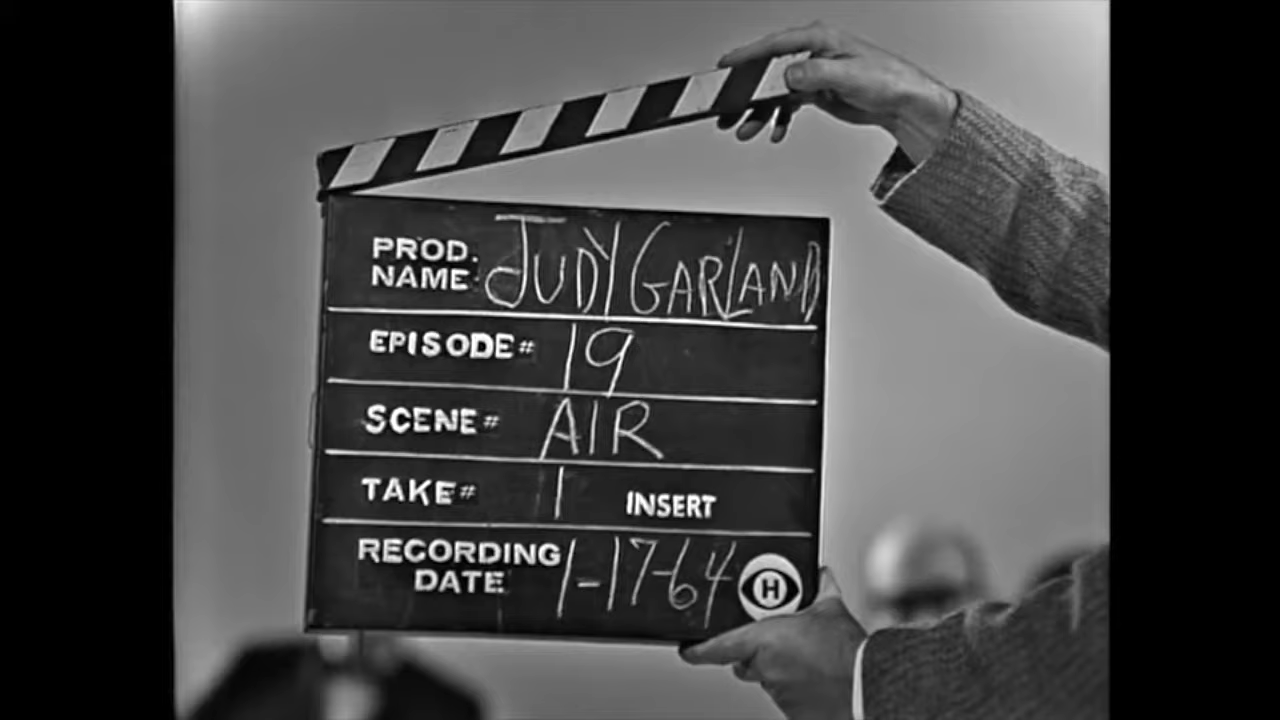 PROD. NAME JUDY GARLAND
EPISODE# 19
SCENE# AIR
TAKE# 1 INSERT
RECORDING DATE 1-17-64 H